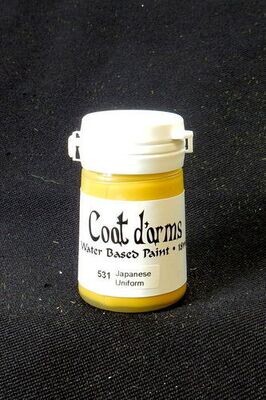 Coat d'arms
Water Based Paint •
531 Japanese
Uniform